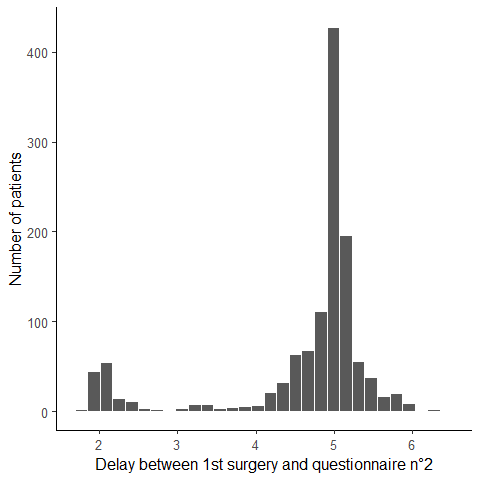 Number of patients
400
300
200
100
0
2 3 4 5 6
Delay between 1st surgery and questionnaire n°2